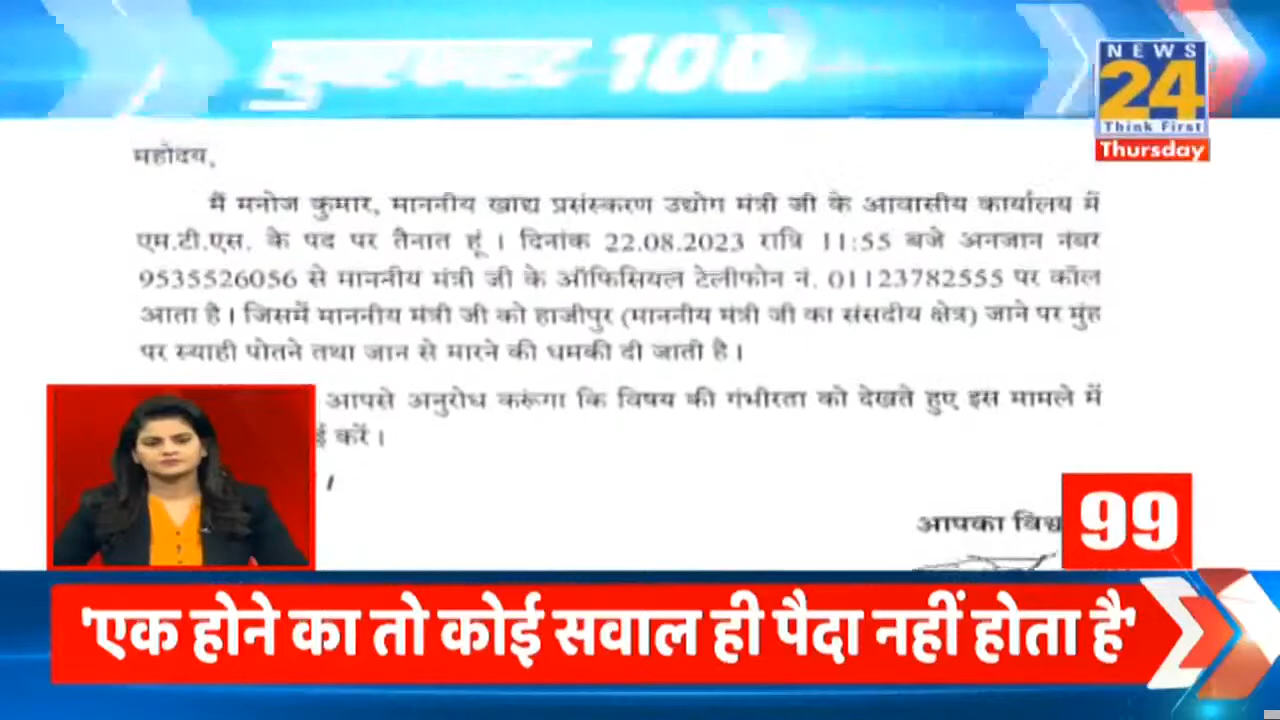 100
NEWS
24
Think First
Thursday
महोदय,
मैं मनोज कुमार, माननीय खाद्य प्रसंस्करण उद्योग मंत्री जी के आवासीय कार्यालय में
एम.टी.एस. के पद पर तैनात हूं । दिनांक 22.08.2023 रात्रि 11:55 बजे अनजान नंबर
9535526056 से माननीय मंत्री जी के ऑफिसियल टेलीफोन नं. 01123782555 पर कॉल
आता है । जिसमें माननीय मंत्री जी को हाजीपुर (माननीय मंत्री जी का संसदीय क्षेत्र) जाने पर मुंह
पर स्याही पोतने तथा जान से मारने की धमकी दी जाती है ।
आपसे अनुरोध करूंगा कि विषय की गंभीरता को देखते हुए इस मामले में
करें ।
आपका
99
'एक होने का तो कोई सवाल ही पैदा नहीं होता है'